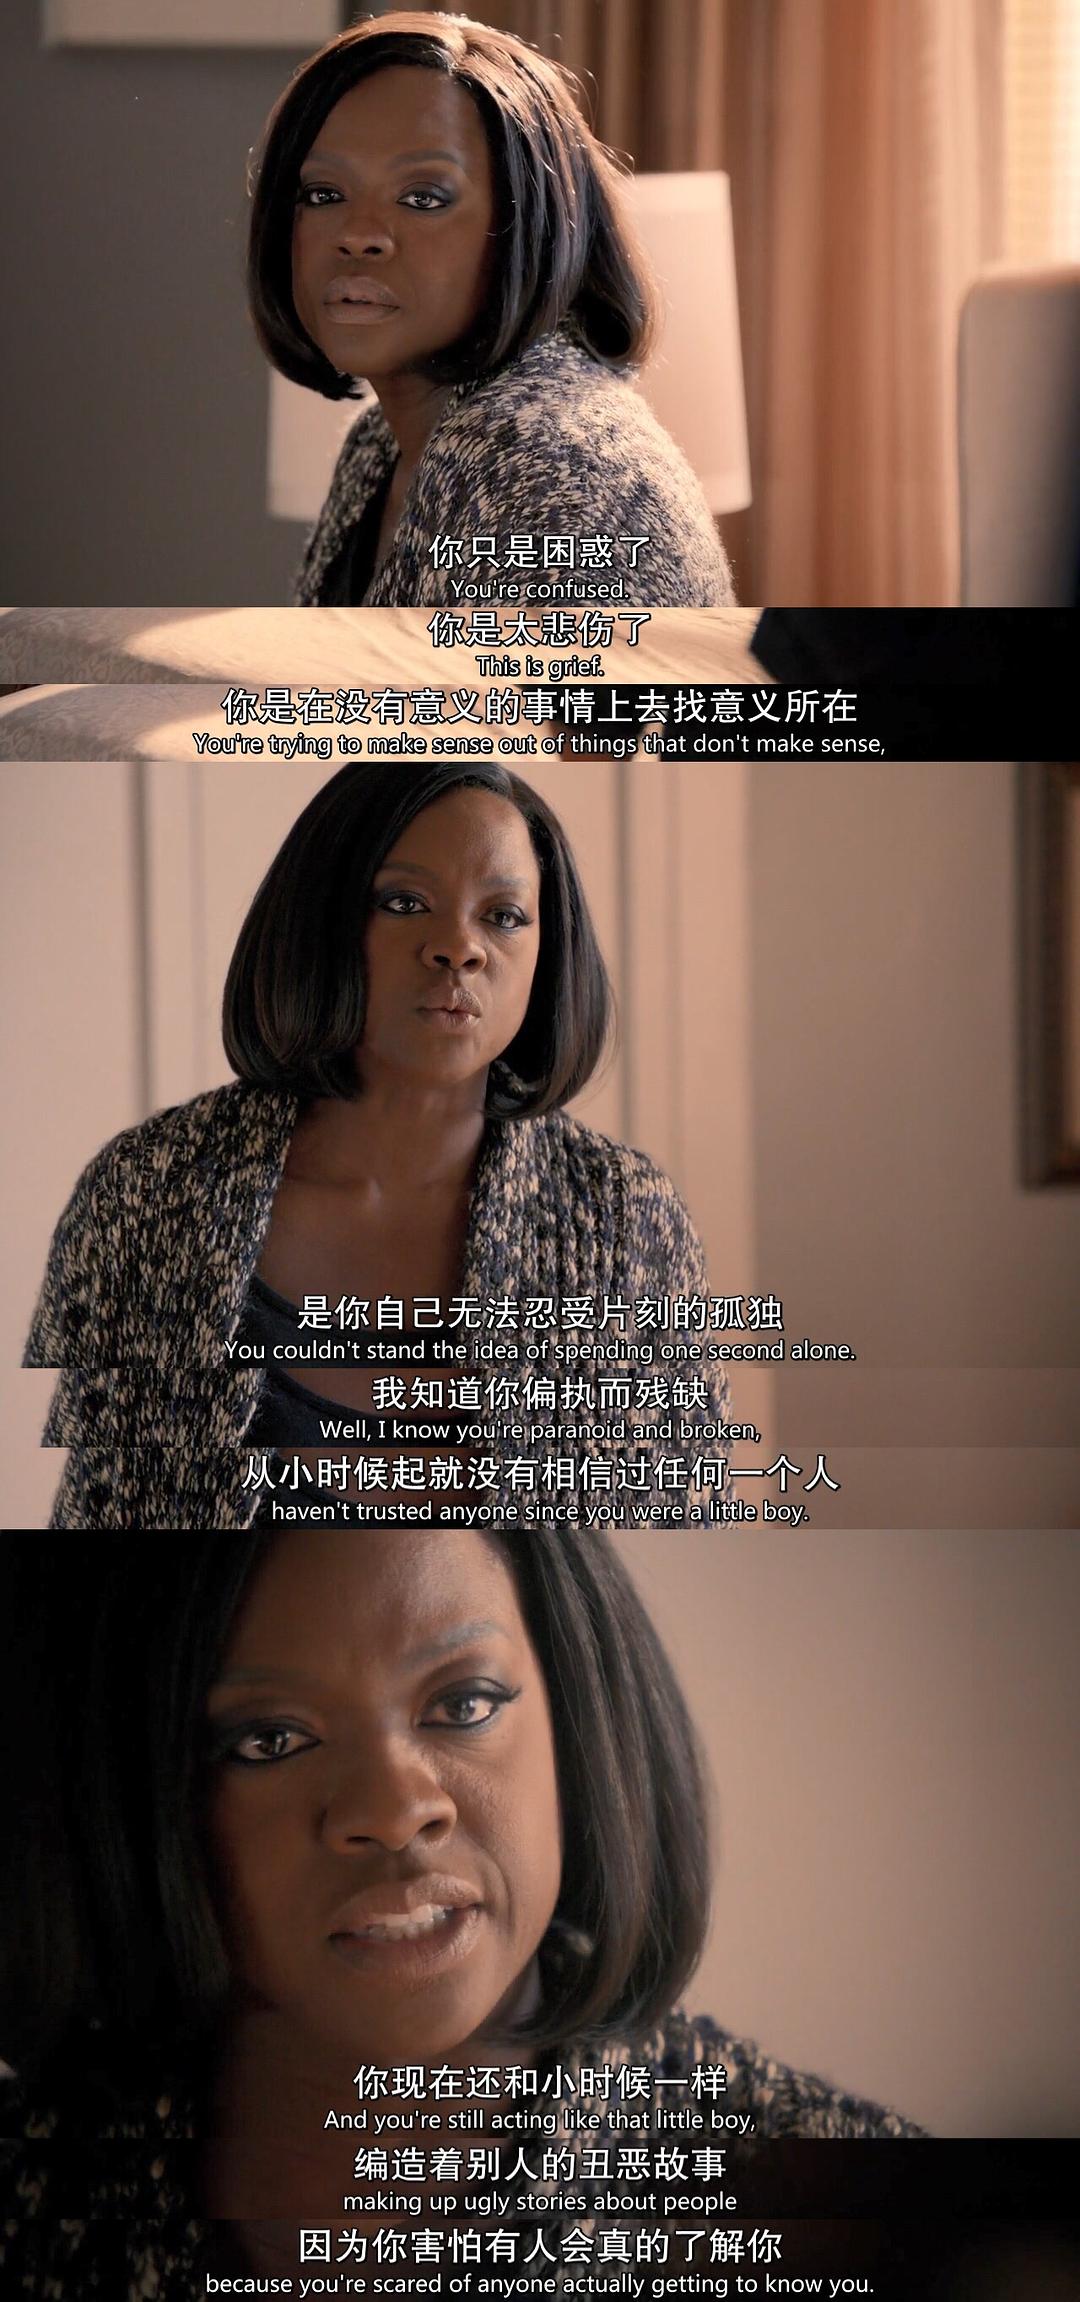 你只是困惑了
You're confused.
你是太悲伤了
This is grief.
你是在没有意义的事情上去找意义所在
You're trying to make sense out of things that don't make sense,
是你自己无法忍受片刻的孤独
You couldn't stand the idea of spending one second alone.
我知道你偏执而残缺
Well, I know you're paranoid and broken,
从小时候起就没有相信过任何一个人
haven't trusted anyone since you were a little boy.
你现在还和小时候一样
And you're still acting like that little boy,
编造着别人的丑恶故事
making up ugly stories about people
因为你害怕有人会真的了解你
because you're scared of anyone actually getting to know you.